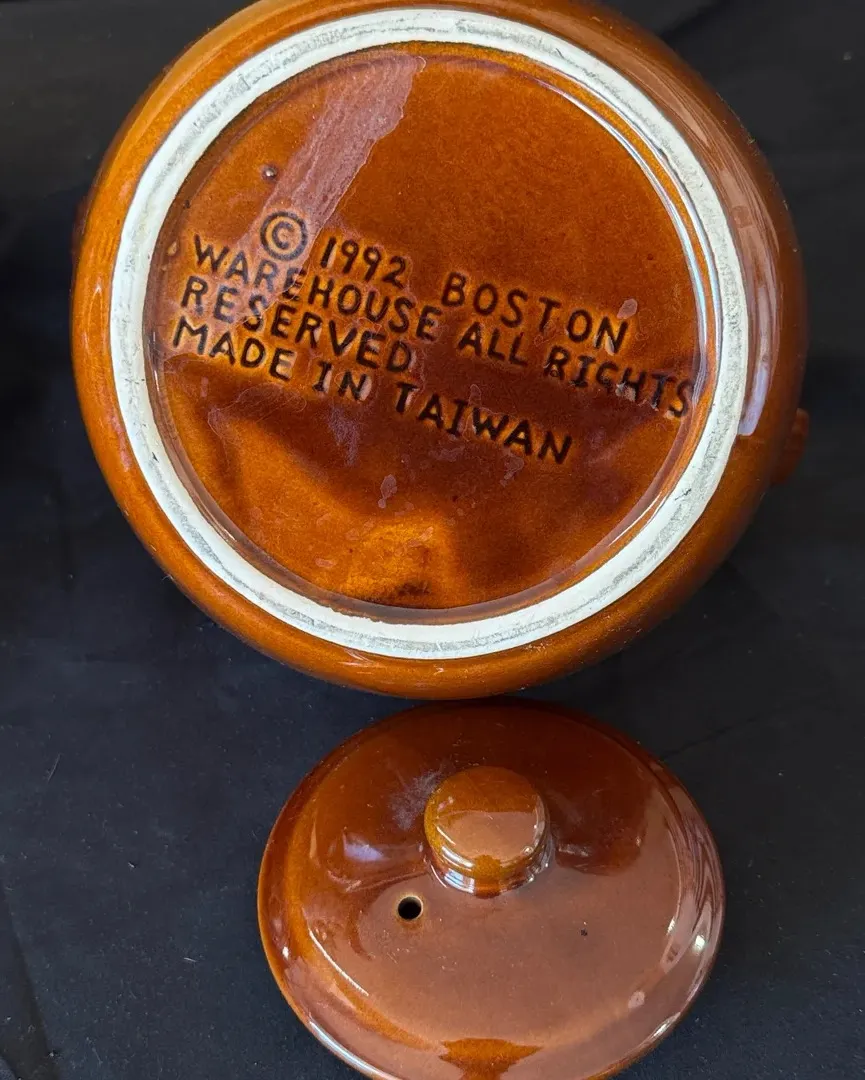 © 1992 BOSTON
WAREHOUSE ALL RIGHTS
RESERVED
MADE IN TAIWAN